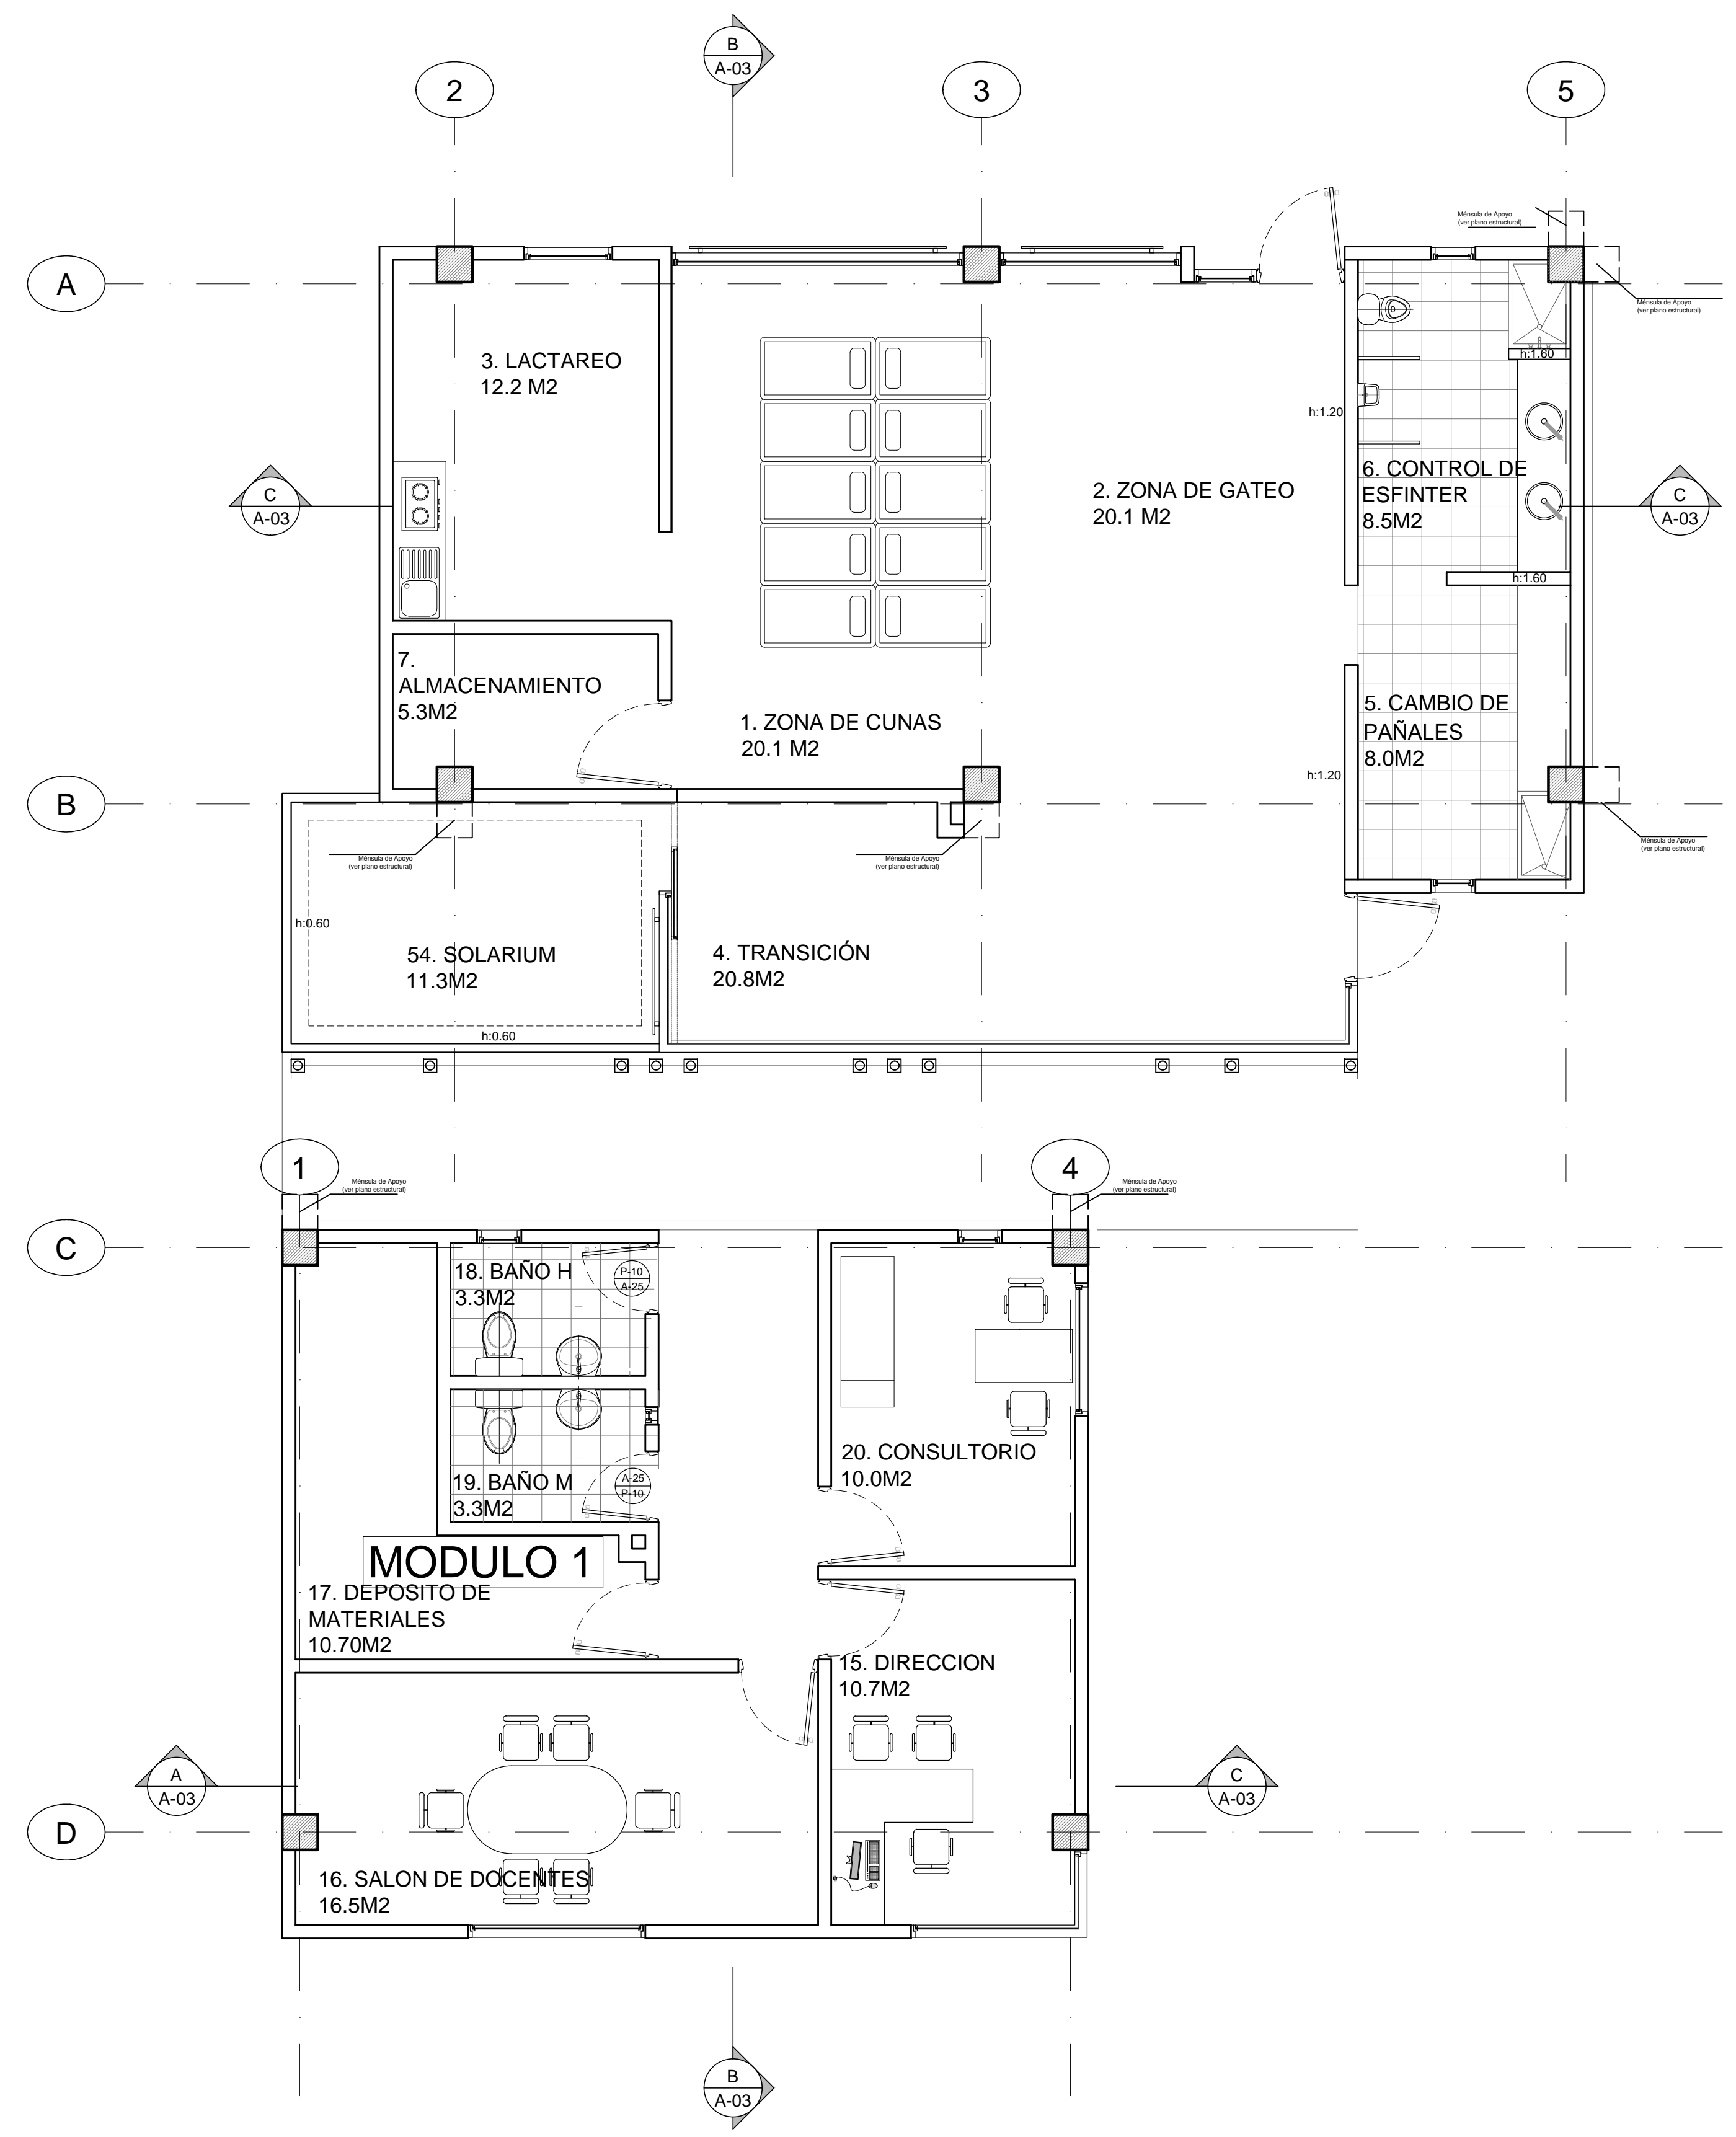 B
A-03
2
3
5
Ménsula de Apoyo
(ver plano estructural)
A
Ménsula de Apoyo
(ver plano estructural)
3. LACTAREO
12.2 M2
h:1.60
h:1.20
2. ZONA DE GATEO
20.1 M2
6. CONTROL DE
ESFINTER
8.5M2
C
A-03
C
A-03
h:1.60
7.
ALMACENAMIENTO
5.3M2
1. ZONA DE CUNAS
20.1 M2
5. CAMBIO DE
PAÑALES
8.0M2
h:1.20
B
Ménsula de Apoyo
(ver plano estructural)
Ménsula de Apoyo
(ver plano estructural)
Ménsula de Apoyo
(ver plano estructural)
h:0.60
54. SOLARIUM
11.3M2
4. TRANSICIÓN
20.8M2
h:0.60
1
Ménsula de Apoyo
(ver plano estructural)
4
Ménsula de Apoyo
(ver plano estructural)
C
18. BAÑO H
3.3M2
P-10
A-25
20. CONSULTORIO
10.0M2
19. BAÑO M
3.3M2
A-25
P-10
MODULO 1
17. DEPOSITO DE
MATERIALES
10.70M2
15. DIRECCION
10.7M2
A
A-03
C
A-03
D
16. SALON DE DOCENTES
16.5M2
B
A-03